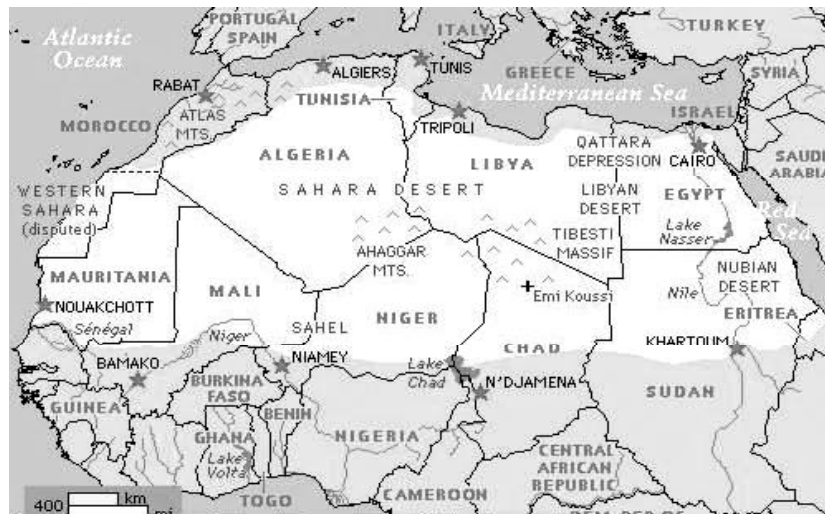 PORTUGAL
SPAIN
ITALY
TURKEY
Atlantic
Ocean
ALGIERS
TUNIS
GREECE
SYRIA
RABAT
Mediterranean Sea
ATLAS
MTS.
TUNISIA
ISRAEL
MOROCCO
TRIPOLI
QATTARA
DEPRESSION
CAIRO
SAUDI
ARABIA
ALGERIA
LIBYA
WESTERN
SAHARA
(disputed)
SAHARA DESERT
LIBYAN
DESERT
EGYPT
Red
Sea
Lake
Nasser
TIBESTI
MASSIF
AHAGGAR
MTS.
MAURITANIA
MALI
NUBIAN
DESERT
Emi Koussi
Nile
NOUAKCHOTT
Sénégal
Niger
SAHEL
NIGER
ERITREA
CHAD
KHARTOUM
BAMAKO
NIAMEY
Lake
Chad
N'DJAMENA
BURKINA
FASO
SUDAN
GUINEA
BENIN
GHANA
Lake
Volta
NIGERIA
CENTRAL
AFRICAN
REPUBLIC
TOGO
CAMEROON
400
km
mi
DEM. REP. OF